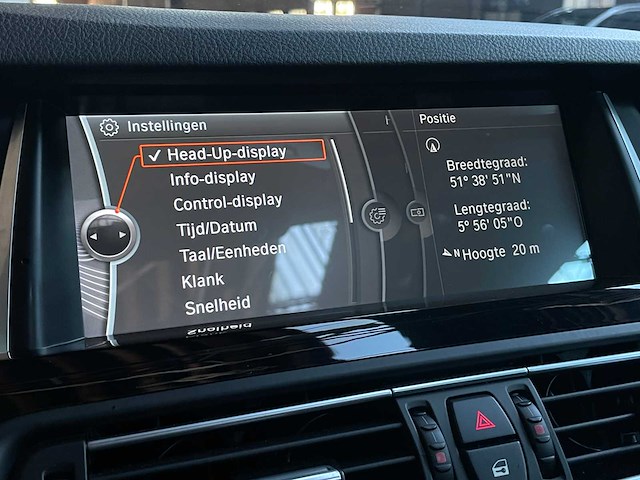 Instellingen
✓ Head-Up-display
Info-display
Control-display
Tijd/Datum
Taal/Eenheden
Klank
Snelheid
Positie
Breedtegraad:
51° 38' 51"N
Lengtegraad:
5° 56' 05"O
N Hoogte 20 m